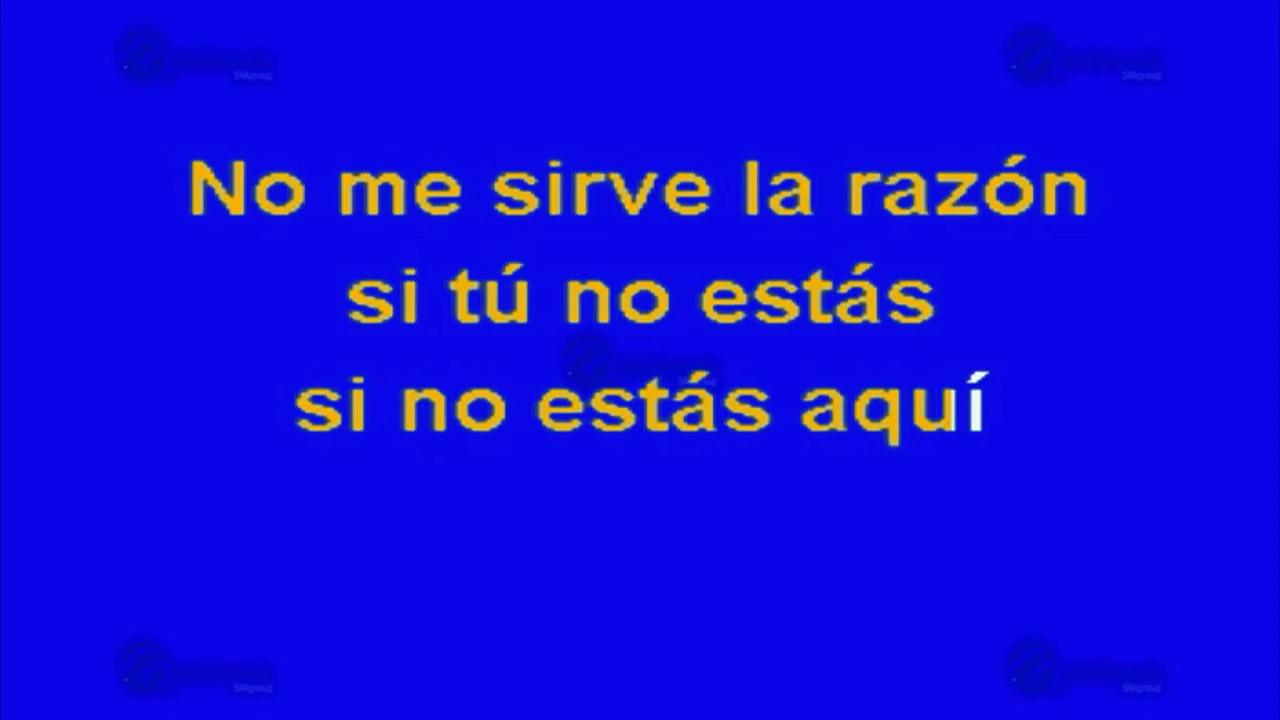 No me sirve la razón
si tú no estás
si no estás aquí